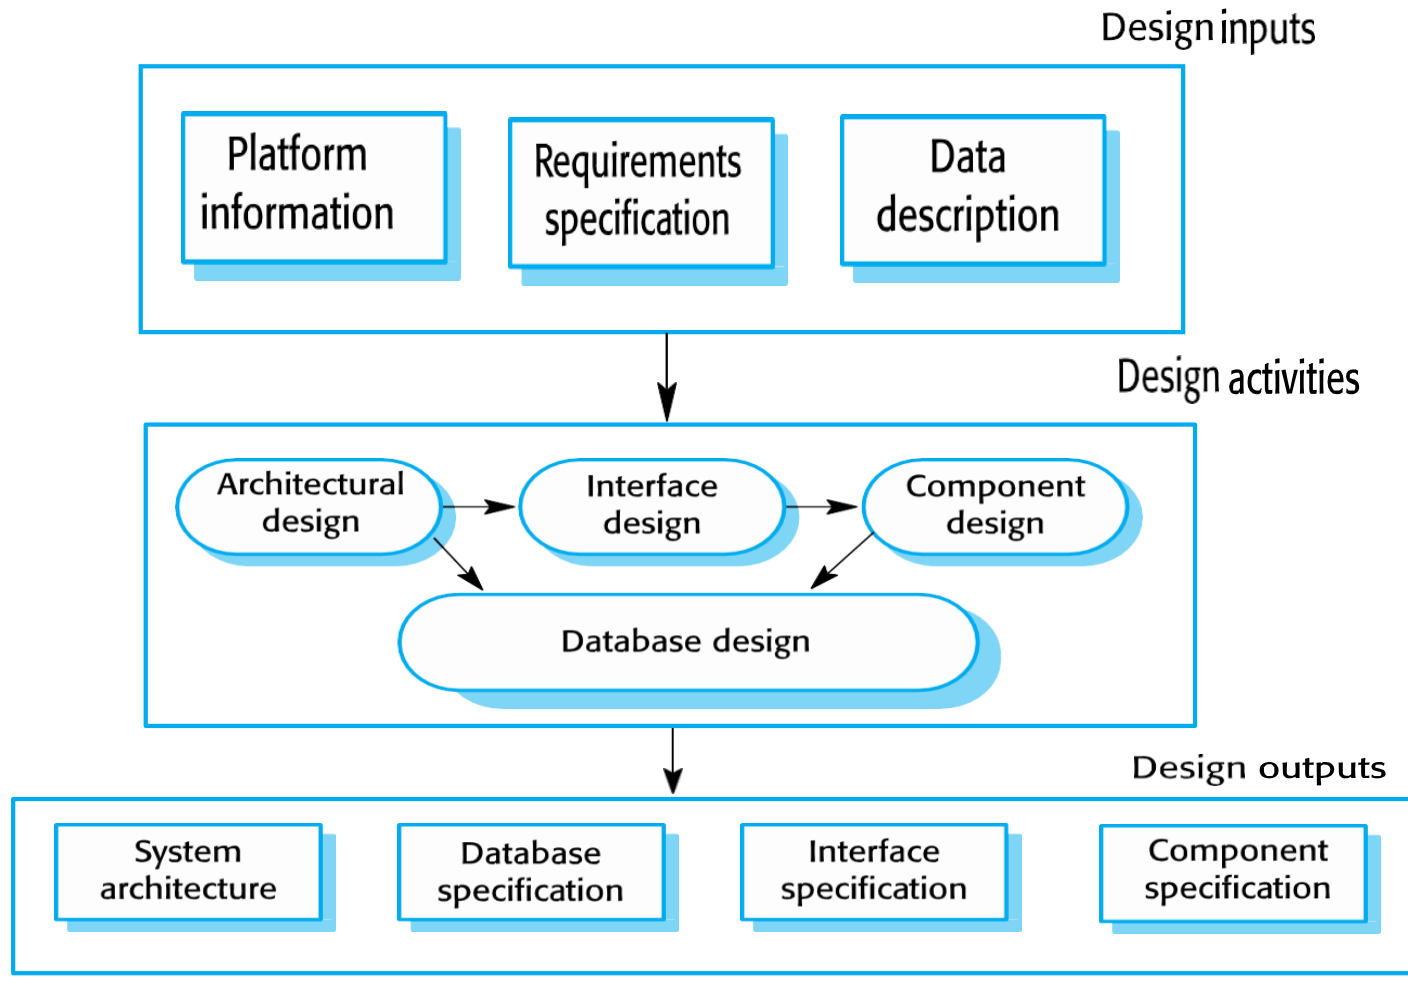 Design inputs
Platform
information
Requirements
specification
Data
description
Design activities
Architectural
design
Interface
design
Component
design
Database design
Design outputs
System
architecture
Database
specification
Interface
specification
Component
specification